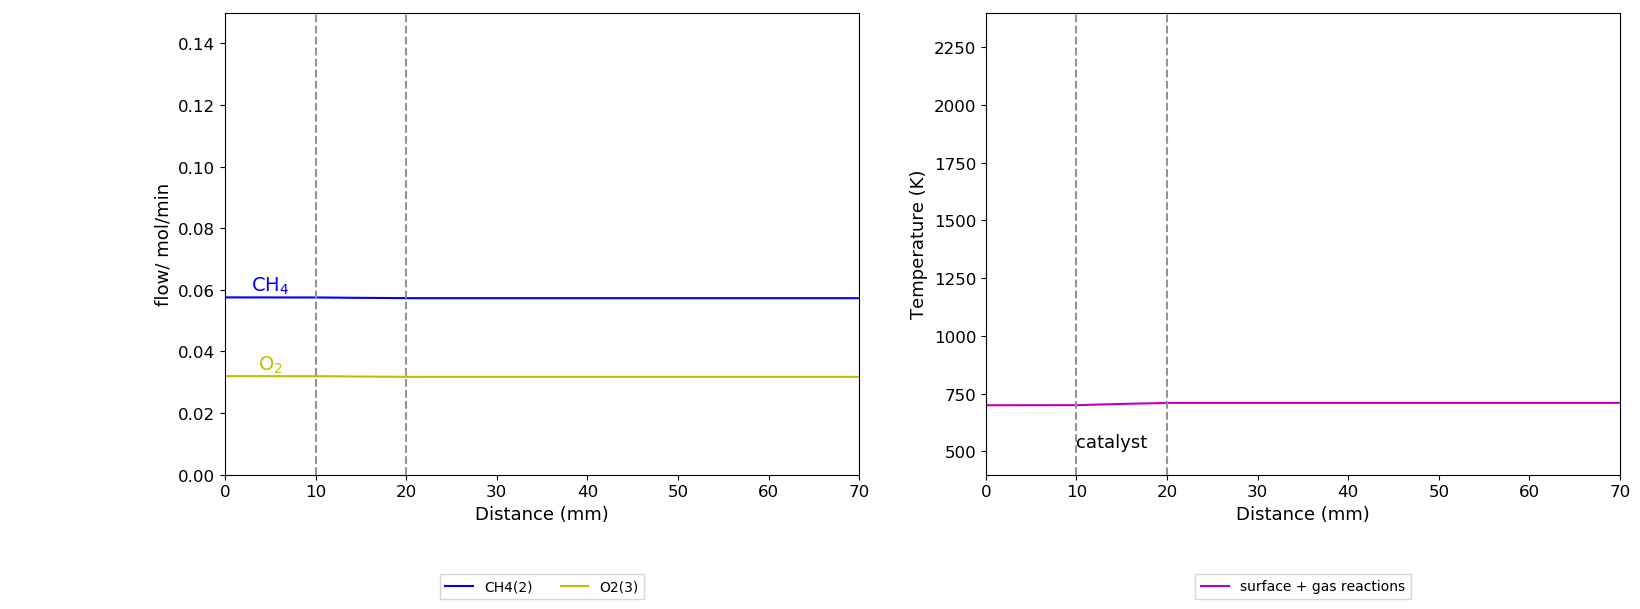 0.14
0.12
0.10
0.08
0.06
0.04
0.02
0.00
flow/ mol/min
CH₄
O₂
0 10 20 30 40 50 60 70
Distance (mm)
CH4(2) O2(3)
2250
2000
1750
1500
1250
1000
750
500
Temperature (K)
catalyst
0 10 20 30 40 50 60 70
Distance (mm)
surface + gas reactions